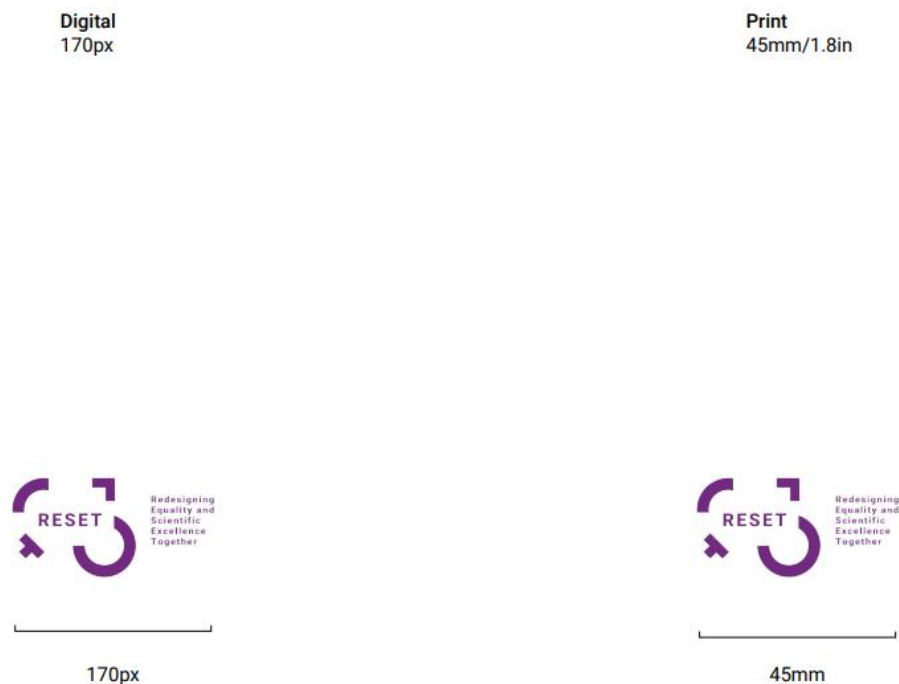 Digital
170px
Print
45mm/1.8in
RESET
Redesigning
Equality and
Scientific
Excellence
Together
170px
RESET
Redesigning
Equality and
Scientific
Excellence
Together
45mm